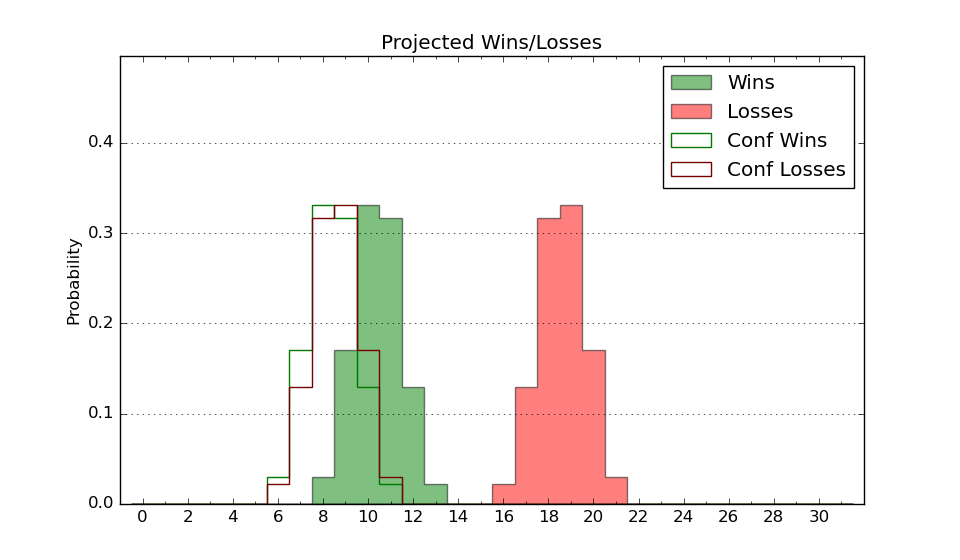 Projected Wins/Losses
Wins
Losses
Conf Wins
Conf Losses
Probability
0.4
0.3
0.2
0.1
0.0
0 2 4 6 8 10 12 14 16 18 20 22 24 26 28 30